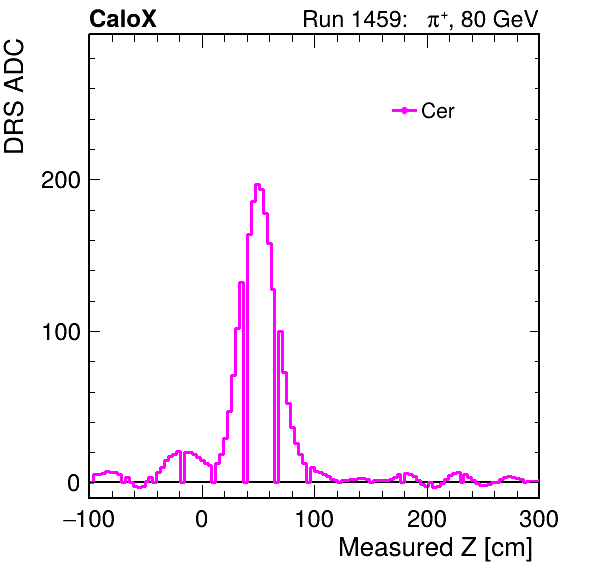 CaloX Run 1459: π⁺, 80 GeV
DRS ADC
Cer
200
100
0
−100 0 100 200 300
Measured Z [cm]